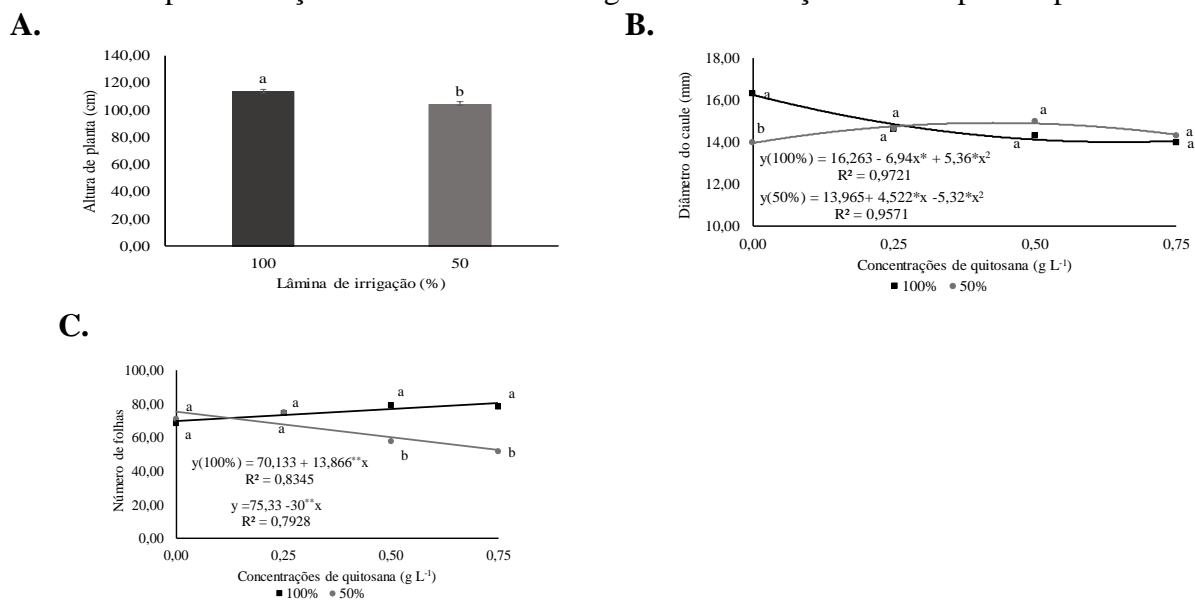 A.
140,00
120,00
100,00
80,00
60,00
40,00
20,00
0,00
Altura de planta (cm)
a
b
100
50
Lâmina de irrigação (%)
B.
18,00
16,00
14,00
12,00
10,00
Diâmetro do caule (mm)
a
b
a
a
a
a
a
a
y(100%) = 16,263 - 6,94x* + 5,36*x²
R² = 0,9721
y(50%) = 13,965+ 4,522*x -5,32*x²
R² = 0,9571
0,00
0,25
0,50
0,75
Concentrações de quitosana (g L⁻¹)
100%
50%
C.
100,00
80,00
60,00
40,00
20,00
0,00
Número de folhas
a
a
a
a
a
b
a
b
y(100%) = 70,133 + 13,866**x
R² = 0,8345
y =75,33 -30**x
R² = 0,7928
0,00
0,25
0,50
0,75
Concentrações de quitosana (g L⁻¹)
100%
50%